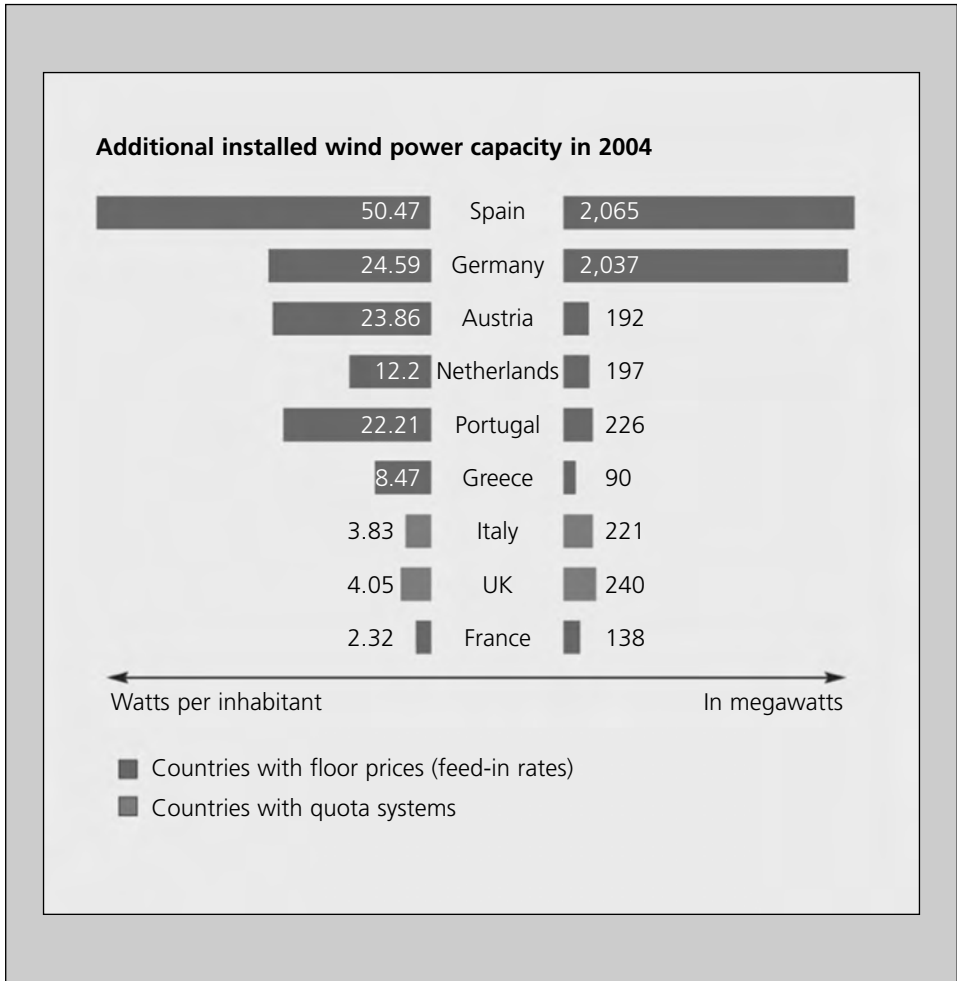 Additional installed wind power capacity in 2004
50.47 Spain 2,065
24.59 Germany 2,037
23.86 Austria 192
12.2 Netherlands 197
22.21 Portugal 226
8.47 Greece 90
3.83 Italy 221
4.05 UK 240
2.32 France 138
Watts per inhabitant In megawatts
Countries with floor prices (feed-in rates)
Countries with quota systems